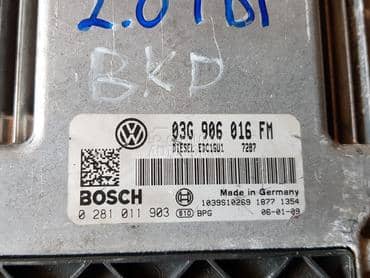 2.0 TDI
BKD
03G 906 016 FM
DIESEL EDC16U1 7287
BOSCH
Made in Germany
1039S10269 1877 1354
0 281 011 903 BPG 06-01-09